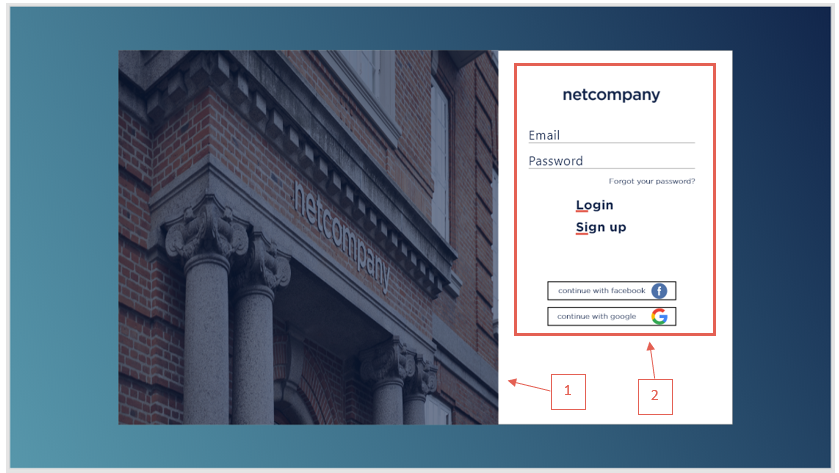 netcompany
netcompany
Email
Password
Forgot your password?
Login
Sign up
continue with facebook
f
continue with google
G
1
2